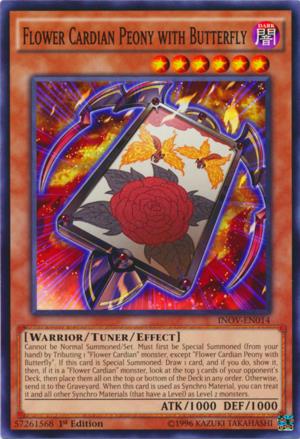 FLOWER CARDIAN PEONY WITH BUTTERFLY
DARK
闇
INOV-EN014
[WARRIOR/TUNER/EFFECT]
Cannot be Normal Summoned/Set. Must first be Special Summoned (from your
hand) by Tributing 1 "Flower Cardian" monster, except "Flower Cardian Peony
with Butterfly". If this card is Special Summoned: Draw 1 card, and if you do, show it,
then, if it is a "Flower Cardian" monster, look at the top 3 cards of your opponent's
Deck, then place them all on the top or bottom of the Deck in any order. Otherwise,
send it to the Graveyard. When this card is used as Synchro Material, you can treat
it and all other Synchro Materials (that have a Level) as Level 2 monsters.
ATK/1000 DEF/1000
57261568 1st Edition ©1996 KAZUKI TAKAHASHI